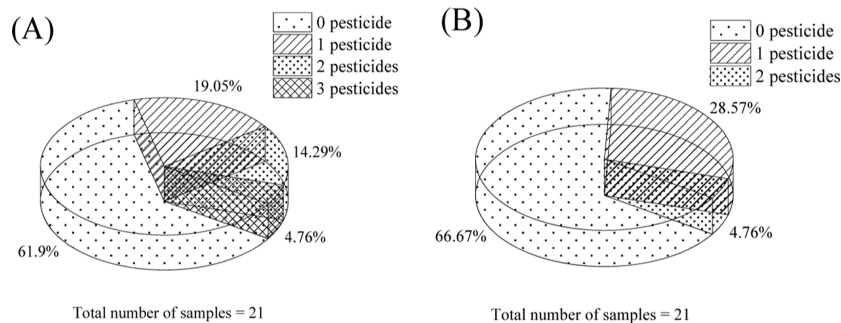 (A)
0 pesticide
1 pesticide
2 pesticides
3 pesticides
19.05%
14.29%
4.76%
61.9%
Total number of samples = 21
(B)
0 pesticide
1 pesticide
2 pesticides
28.57%
4.76%
66.67%
Total number of samples = 21